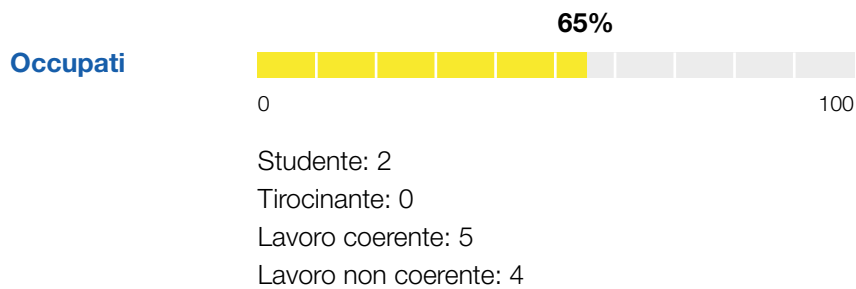 65%
Occupati
0 100
Studente: 2
Tirocinante: 0
Lavoro coerente: 5
Lavoro non coerente: 4